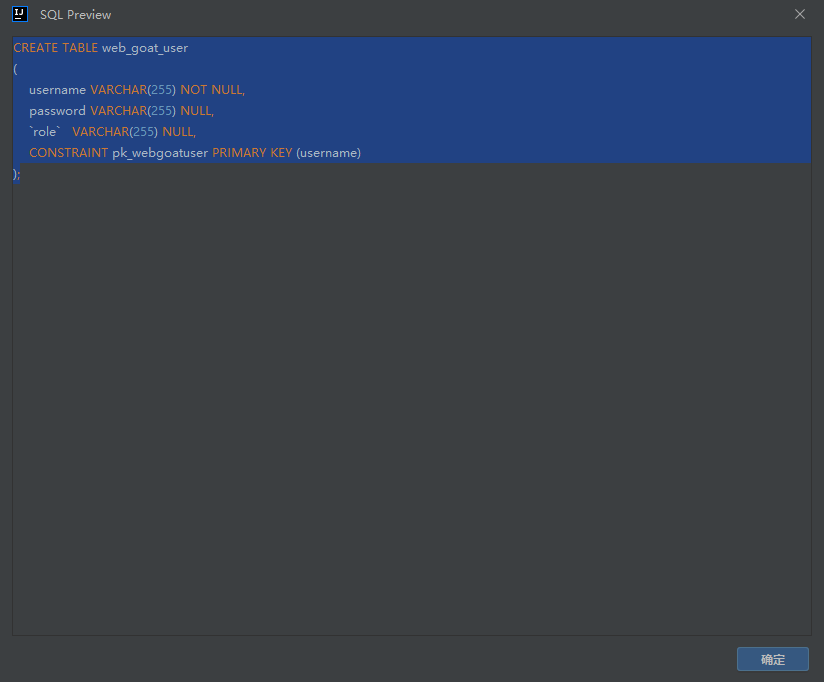 IJ
SQL Preview
CREATE TABLE web_goat_user
(
    username VARCHAR(255) NOT NULL,
    password VARCHAR(255) NULL,
    `role`   VARCHAR(255) NULL,
    CONSTRAINT pk_webgoatuser PRIMARY KEY (username)
);
确定